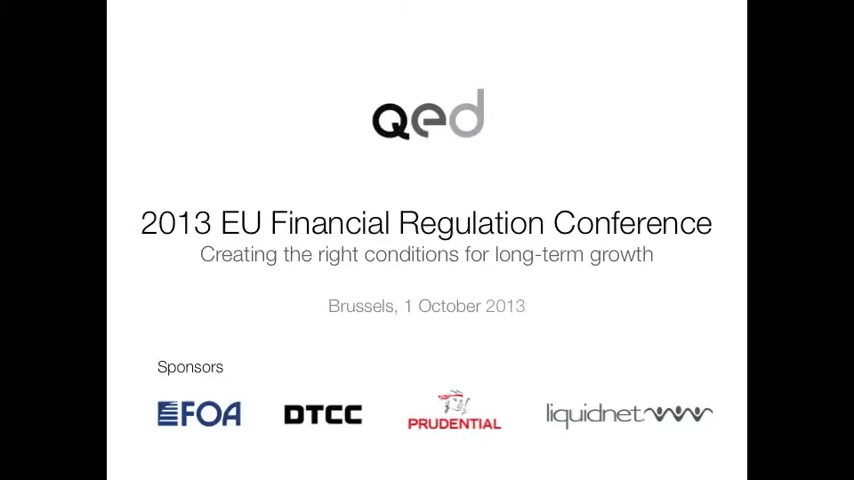 qed
2013 EU Financial Regulation Conference
Creating the right conditions for long-term growth
Brussels, 1 October 2013
Sponsors
FOA
DTCC
PRUDENTIAL
liquidnet